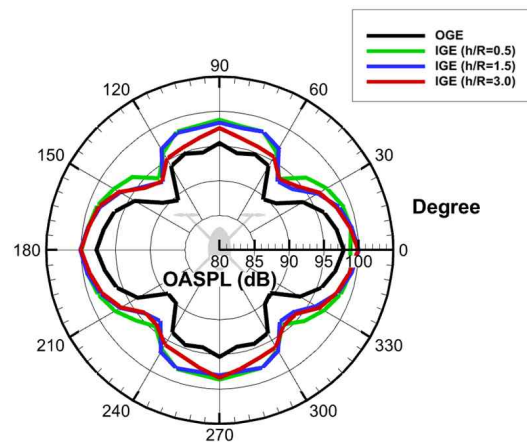 OGE
IGE (h/R=0.5)
IGE (h/R=1.5)
IGE (h/R=3.0)
90
120
60
150
30
Degree
180
0
80 85 90 95 100
OASPL (dB)
210
330
240
300
270